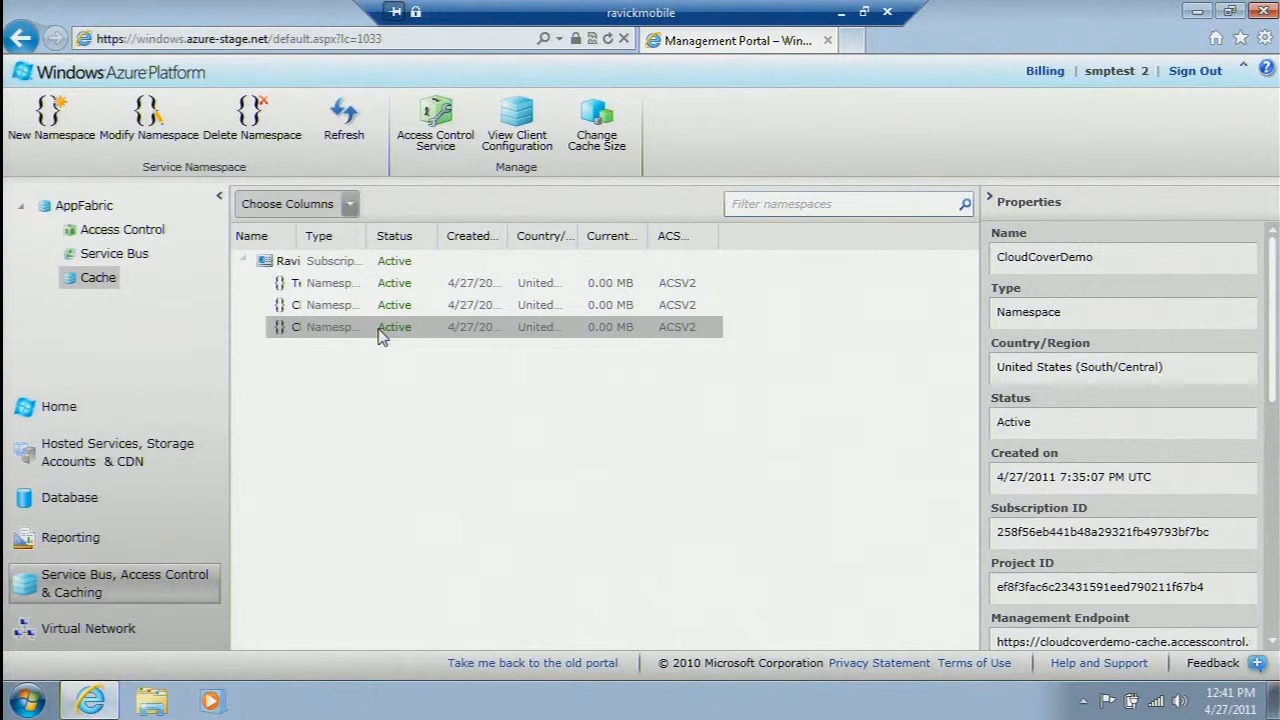 ravickmobile
https://windows.azure-stage.net/default.aspx?lc=1033
Management Portal – Win...
Windows Azure Platform
Billing
smptest 2
Sign Out
New Namespace
Modify Namespace
Delete Namespace
Refresh
Access Control
Service
View Client
Configuration
Change
Cache Size
Service Namespace
Manage
AppFabric
Access Control
Service Bus
Cache
Home
Hosted Services, Storage
Accounts & CDN
Database
Reporting
Service Bus, Access Control
& Caching
Virtual Network
Choose Columns
Filter namespaces
Name Type Status Created... Country/... Current... ACS...
Ravi Subscrip... Active
Te Namesp... Active 4/27/20... United... 0.00 MB ACSV2
Cl Namesp... Active 4/27/20... United... 0.00 MB ACSV2
Cl Namesp... Active 4/27/20... United... 0.00 MB ACSV2
Properties
Name
CloudCoverDemo
Type
Namespace
Country/Region
United States (South/Central)
Status
Active
Created on
4/27/2011 7:35:07 PM UTC
Subscription ID
258f56eb441b48a29321fb49793bf7bc
Project ID
ef8f3fac6c23431591eed790211f67b4
Management Endpoint
https://cloudcoverdemo-cache.accesscontrol.
Take me back to the old portal
© 2010 Microsoft Corporation Privacy Statement Terms of Use
Help and Support
Feedback
12:41 PM
4/27/2011